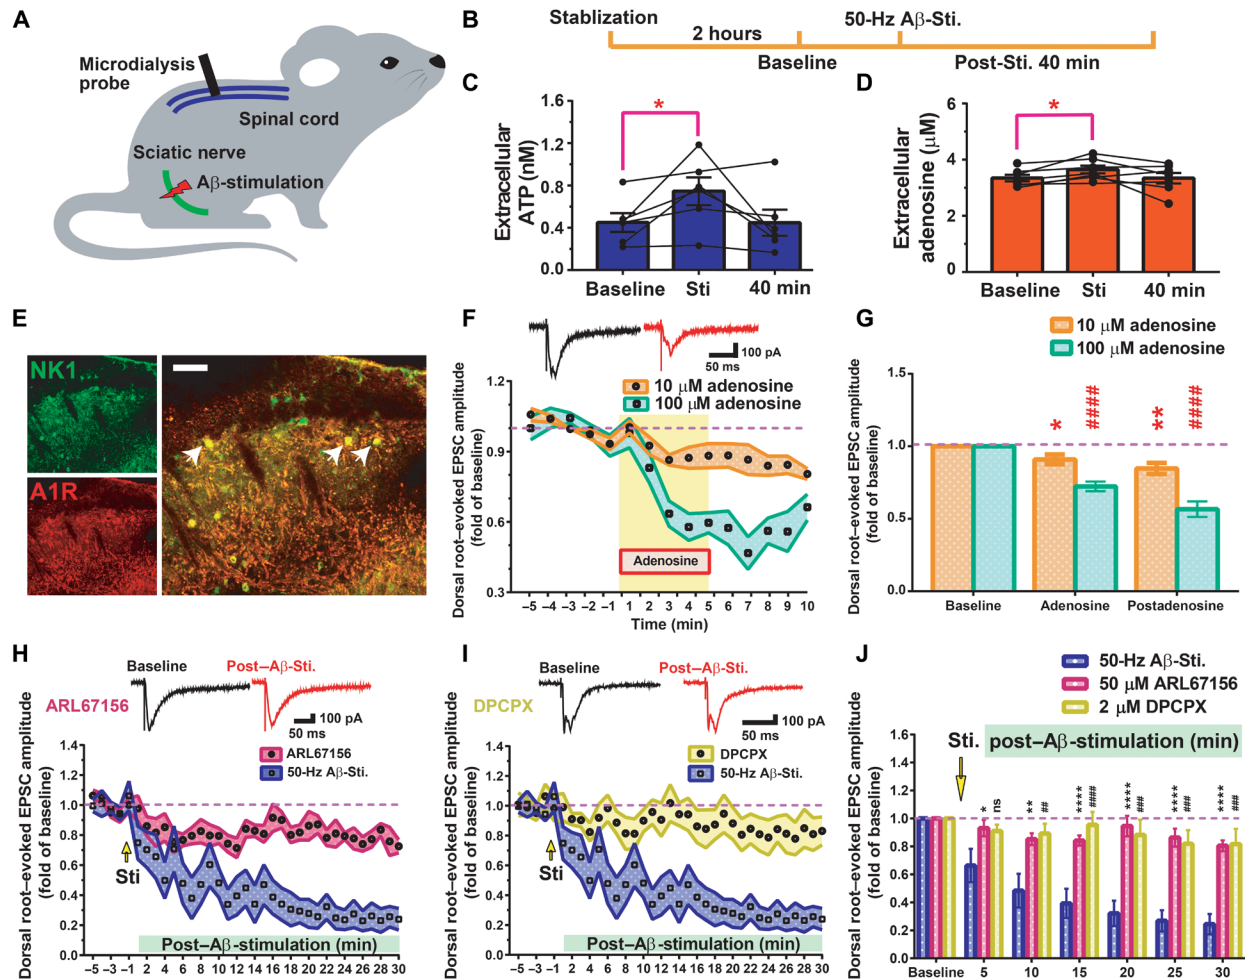 A
Microdialysis
probe
Spinal cord
Sciatic nerve
Aβ-stimulation
B
Stablization
50-Hz Aβ-Sti.
2 hours
Baseline
Post-Sti. 40 min
C
Extracellular
ATP (nM)
1.6
1.2
0.8
0.4
0.0
*
Baseline
Sti
40 min
D
Extracellular
adenosine (μM)
6
4
2
0
*
Baseline
Sti
40 min
E
NK1
A1R
F
100 pA
50 ms
10 μM adenosine
100 μM adenosine
Dorsal root–evoked EPSC amplitude
(fold of baseline)
1.2
0.9
0.6
0.3
Adenosine
–5 –4 –3 –2 –1 1 2 3 4 5 6 7 8 9 10
Time (min)
G
10 μM adenosine
100 μM adenosine
Dorsal root–evoked EPSC amplitude
(fold of baseline)
1.0
0.5
0.0
*
####
**
####
Baseline
Adenosine
Postadenosine
H
Baseline
Post–Aβ-Sti.
ARL67156
100 pA
50 ms
ARL67156
50-Hz Aβ-Sti.
Dorsal root–evoked EPSC amplitude
(fold of baseline)
1.4
1.2
1.0
0.8
0.6
0.4
0.2
0.0
Sti
Post–Aβ-stimulation (min)
–5 –3 –1 2 4 6 8 10 12 14 16 18 20 22 24 26 28 30
I
Baseline
Post–Aβ-Sti.
DPCPX
100 pA
50 ms
DPCPX
50-Hz Aβ-Sti.
Dorsal root–evoked EPSC amplitude
(fold of baseline)
1.4
1.2
1.0
0.8
0.6
0.4
0.2
0.0
Sti
Post–Aβ-stimulation (min)
–5 –3 –1 2 4 6 8 10 12 14 16 18 20 22 24 26 28 30
J
50-Hz Aβ-Sti.
50 μM ARL67156
2 μM DPCPX
Sti.
post–Aβ-stimulation (min)
Dorsal root–evoked EPSC amplitude
(fold of baseline)
1.4
1.2
1.0
0.8
0.6
0.4
0.2
0.0
* ns
** ##
**** ####
**** ###
**** ###
**** ###
Baseline 5 10 15 20 25 30